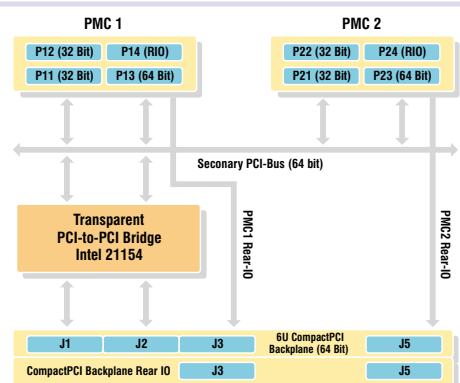 PMC 1
PMC 2
P12 (32 Bit)
P14 (RIO)
P11 (32 Bit)
P13 (64 Bit)
P22 (32 Bit)
P24 (RIO)
P21 (32 Bit)
P23 (64 Bit)
Seconary PCI-Bus (64 bit)
Transparent
PCI-to-PCI Bridge
Intel 21154
PMC1 Rear-IO
PMC2 Rear-IO
J1
J2
J3
6U CompactPCI
Backplane (64 Bit)
J5
CompactPCI Backplane Rear IO
J3
J5